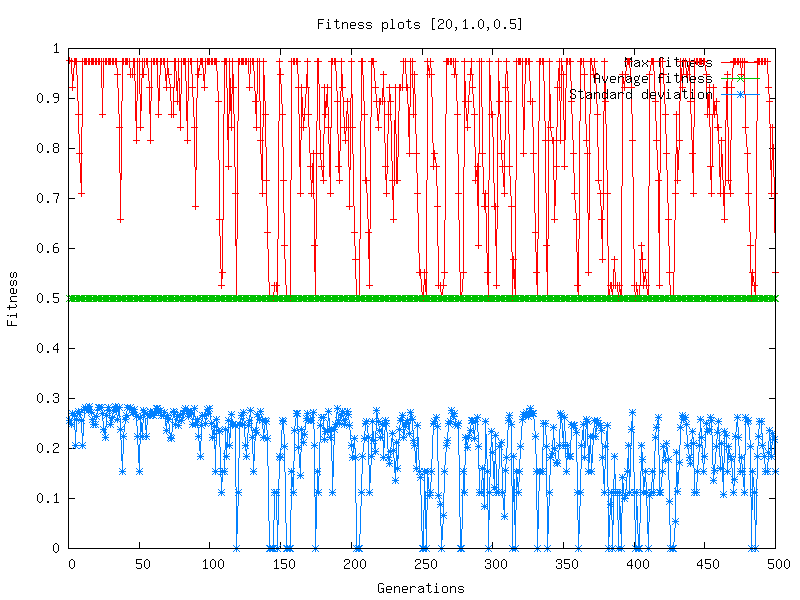 Fitness plots [20,1.0,0.5]
Max fitness
Average fitness
Standard deviation
1
0.9
0.8
0.7
0.6
0.5
0.4
0.3
0.2
0.1
0
Fitness
0 50 100 150 200 250 300 350 400 450 500
Generations